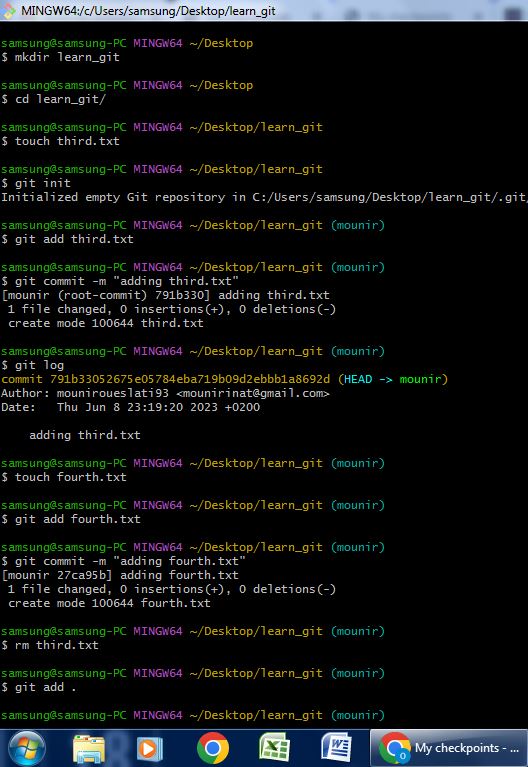 MINGW64:/c/Users/samsung/Desktop/learn_git
samsung@samsung-PC MINGW64 ~/Desktop
$ mkdir learn_git
samsung@samsung-PC MINGW64 ~/Desktop
$ cd learn_git/
samsung@samsung-PC MINGW64 ~/Desktop/learn_git
$ touch third.txt
samsung@samsung-PC MINGW64 ~/Desktop/learn_git
$ git init
Initialized empty Git repository in C:/Users/samsung/Desktop/learn_git/.git/
samsung@samsung-PC MINGW64 ~/Desktop/learn_git (mounir)
$ git add third.txt
samsung@samsung-PC MINGW64 ~/Desktop/learn_git (mounir)
$ git commit -m "adding third.txt"
[mounir (root-commit) 791b330] adding third.txt
1 file changed, 0 insertions(+), 0 deletions(-)
create mode 100644 third.txt
samsung@samsung-PC MINGW64 ~/Desktop/learn_git (mounir)
$ git log
commit 791b33052675e05784eba719b09d2ebbb1a8692d (HEAD -> mounir)
Author: mouniroueslati93 <mounirinat@gmail.com>
Date:   Thu Jun 8 23:19:20 2023 +0200
adding third.txt
samsung@samsung-PC MINGW64 ~/Desktop/learn_git (mounir)
$ touch fourth.txt
samsung@samsung-PC MINGW64 ~/Desktop/learn_git (mounir)
$ git add fourth.txt
samsung@samsung-PC MINGW64 ~/Desktop/learn_git (mounir)
$ git commit -m "adding fourth.txt"
[mounir 27ca95b] adding fourth.txt
1 file changed, 0 insertions(+), 0 deletions(-)
create mode 100644 fourth.txt
samsung@samsung-PC MINGW64 ~/Desktop/learn_git (mounir)
$ rm third.txt
samsung@samsung-PC MINGW64 ~/Desktop/learn_git (mounir)
$ git add .
samsung@samsung-PC MINGW64 ~/Desktop/learn_git (mounir)
My checkpoints - ...